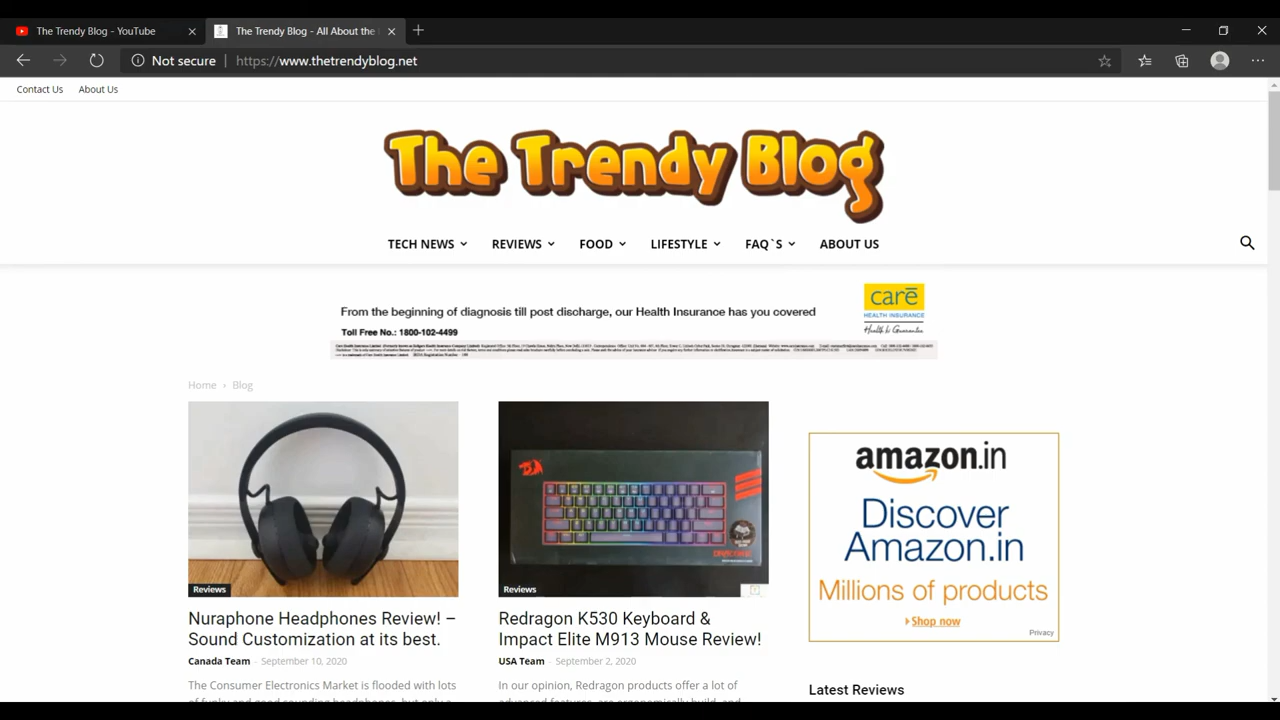 The Trendy Blog - YouTube
The Trendy Blog - All About the
Not secure
https://www.thetrendyblog.net
Contact Us About Us
The Trendy Blog
TECH NEWS REVIEWS FOOD LIFESTYLE FAQ`S ABOUT US
From the beginning of diagnosis till post discharge, our Health Insurance has you covered
Toll Free No.: 1800-102-4499
care
HEALTH INSURANCE
Home › Blog
Reviews
Nuraphone Headphones Review! –
Sound Customization at its best.
Canada Team - September 10, 2020
The Consumer Electronics Market is flooded with lots
Reviews
Redragon K530 Keyboard &
Impact Elite M913 Mouse Review!
USA Team - September 2, 2020
In our opinion, Redragon products offer a lot of
amazon.in
Discover
Amazon.in
Millions of products
Shop now
Privacy
Latest Reviews